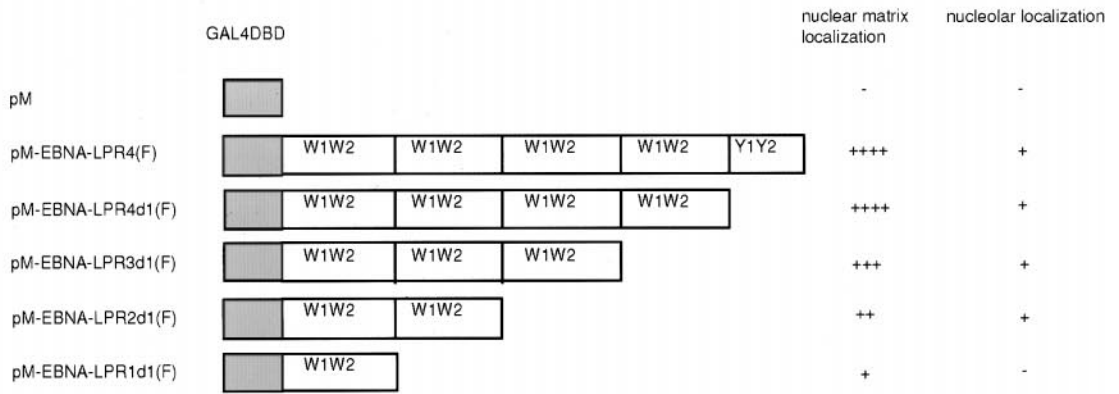 nuclear matrix localization
nucleolar localization
GAL4DBD
pM - -
pM-EBNA-LPR4(F) W1W2 W1W2 W1W2 W1W2 Y1Y2 ++++ +
pM-EBNA-LPR4d1(F) W1W2 W1W2 W1W2 W1W2 ++++ +
pM-EBNA-LPR3d1(F) W1W2 W1W2 W1W2 +++ +
pM-EBNA-LPR2d1(F) W1W2 W1W2 ++ +
pM-EBNA-LPR1d1(F) W1W2 + -